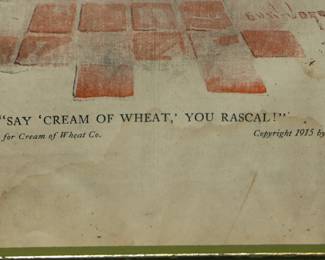 "SAY 'CREAM OF WHEAT,' YOU RASCAL!"
for Cream of Wheat Co. Copyright 1915 by